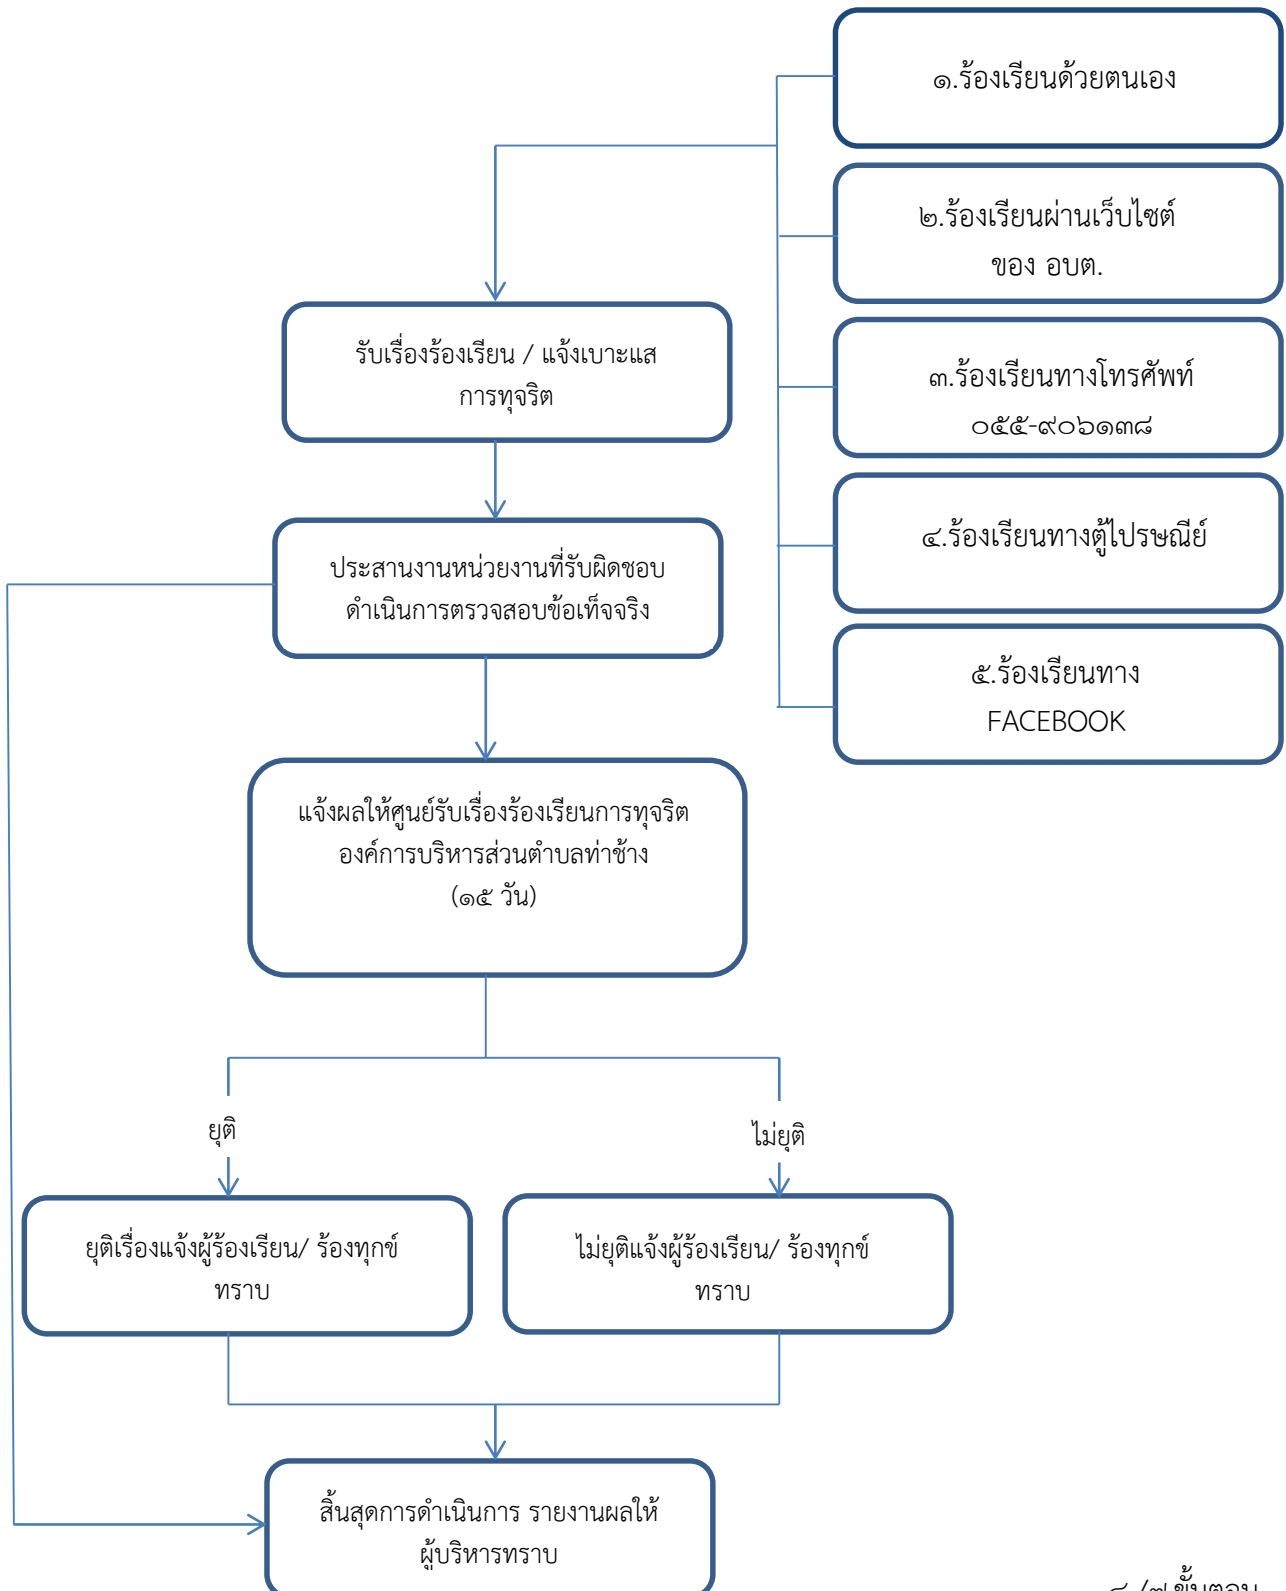 ๑.ร้องเรียนด้วยตนเอง
๒.ร้องเรียนผ่านเว็บไซต์
ของ อบต.
๓.ร้องเรียนทางโทรศัพท์
๐๕๕-๙๐๖๑๓๘
๔.ร้องเรียนทางตู้ไปรษณีย์
๕.ร้องเรียนทาง
FACEBOOK
รับเรื่องร้องเรียน / แจ้งเบาะแส
การทุจริต
ประสานงานหน่วยงานที่รับผิดชอบ
ดำเนินการตรวจสอบข้อเท็จจริง
แจ้งผลให้ศูนย์รับเรื่องร้องเรียนการทุจริต
องค์การบริหารส่วนตำบลท่าช้าง
(๑๕ วัน)
ยุติ
ไม่ยุติ
ยุติเรื่องแจ้งผู้ร้องเรียน/ ร้องทุกข์
ทราบ
ไม่ยุติแจ้งผู้ร้องเรียน/ ร้องทุกข์
ทราบ
สิ้นสุดการดำเนินการ รายงานผลให้
ผู้บริหารทราบ
ขั้นตอน